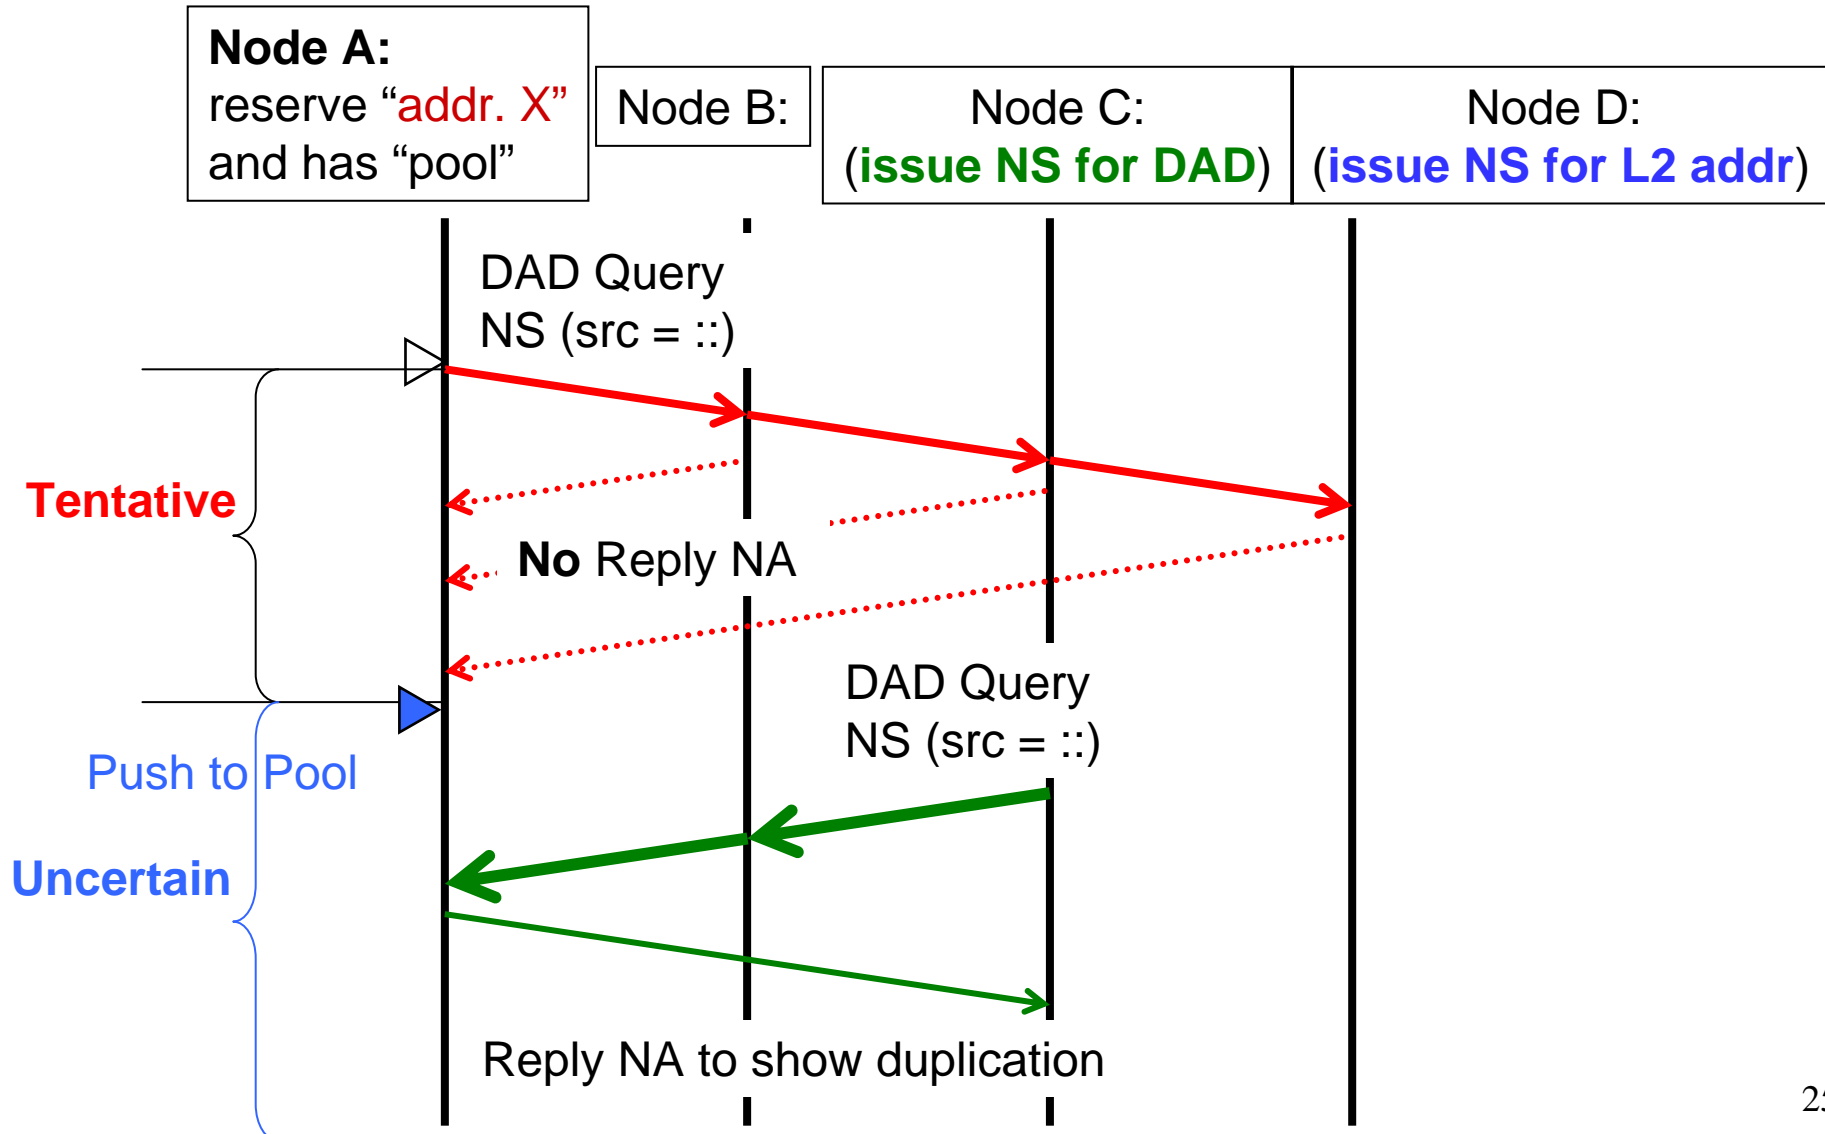 Node A:
reserve “addr. X”
and has “pool”
Node B:
Node C:
(issue NS for DAD)
Node D:
(issue NS for L2 addr)
DAD Query
NS (src = ::)
Tentative
No Reply NA
DAD Query
NS (src = ::)
Push to Pool
Uncertain
Reply NA to show duplication